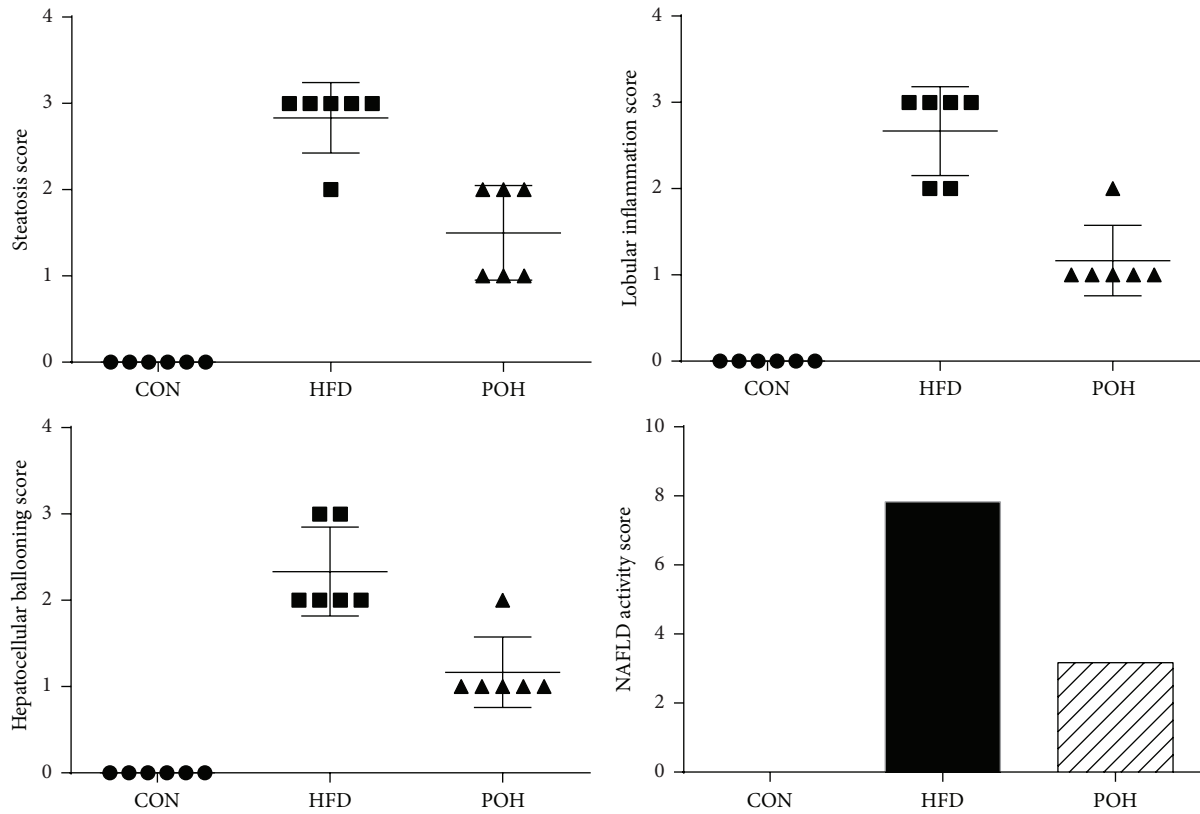 Steatosis score
4
3
2
1
0
CON HFD POH
Lobular inflammation score
4
3
2
1
0
CON HFD POH
Hepatocellular ballooning score
4
3
2
1
0
CON HFD POH
NAFLD activity score
10
8
6
4
2
0
CON HFD POH